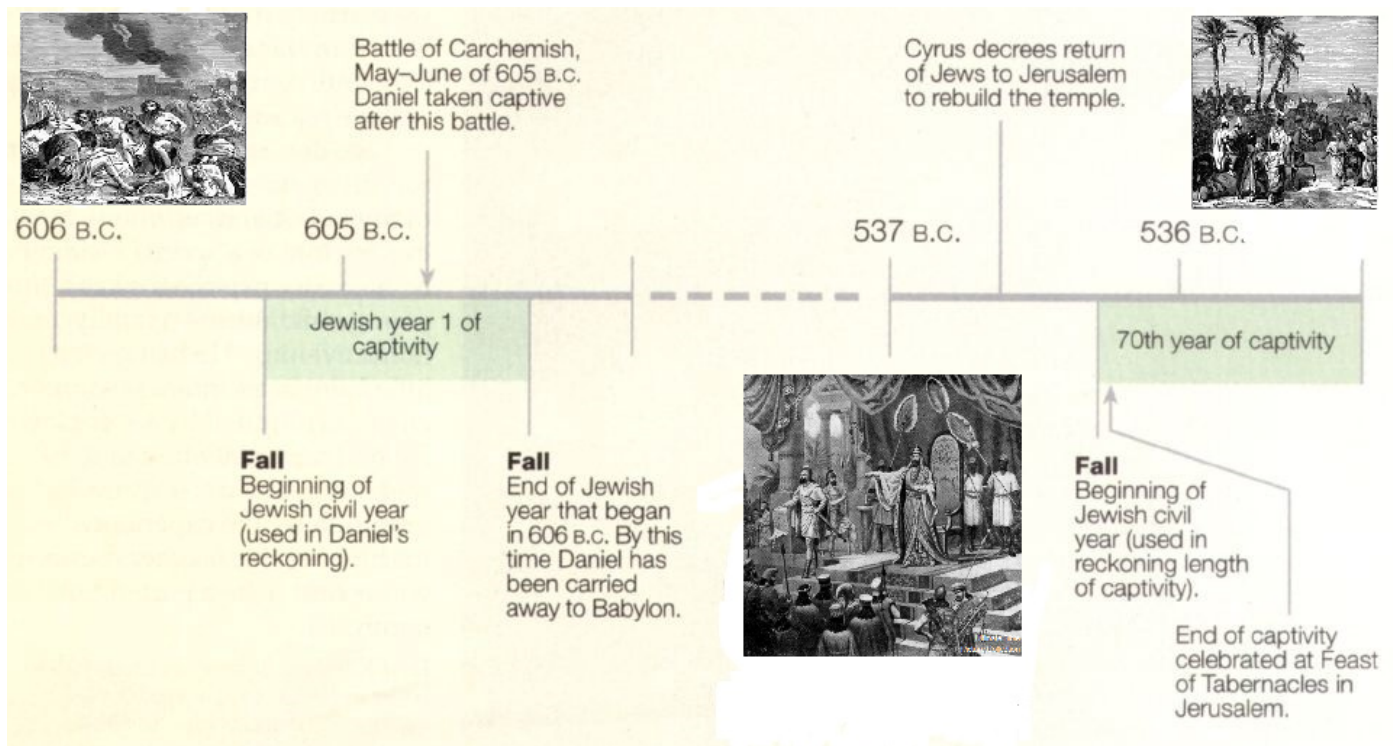 Battle of Carchemish,
May–June of 605 B.C.
Daniel taken captive
after this battle.
Cyrus decrees return
of Jews to Jerusalem
to rebuild the temple.
606 B.C.
605 B.C.
537 B.C.
536 B.C.
Jewish year 1 of
captivity
70th year of captivity
Fall
Beginning of
Jewish civil year
(used in Daniel's
reckoning).
Fall
End of Jewish
year that began
in 606 B.C. By this
time Daniel has
been carried
away to Babylon.
Fall
Beginning of
Jewish civil
year (used in
reckoning length
of captivity).
End of captivity
celebrated at Feast
of Tabernacles in
Jerusalem.